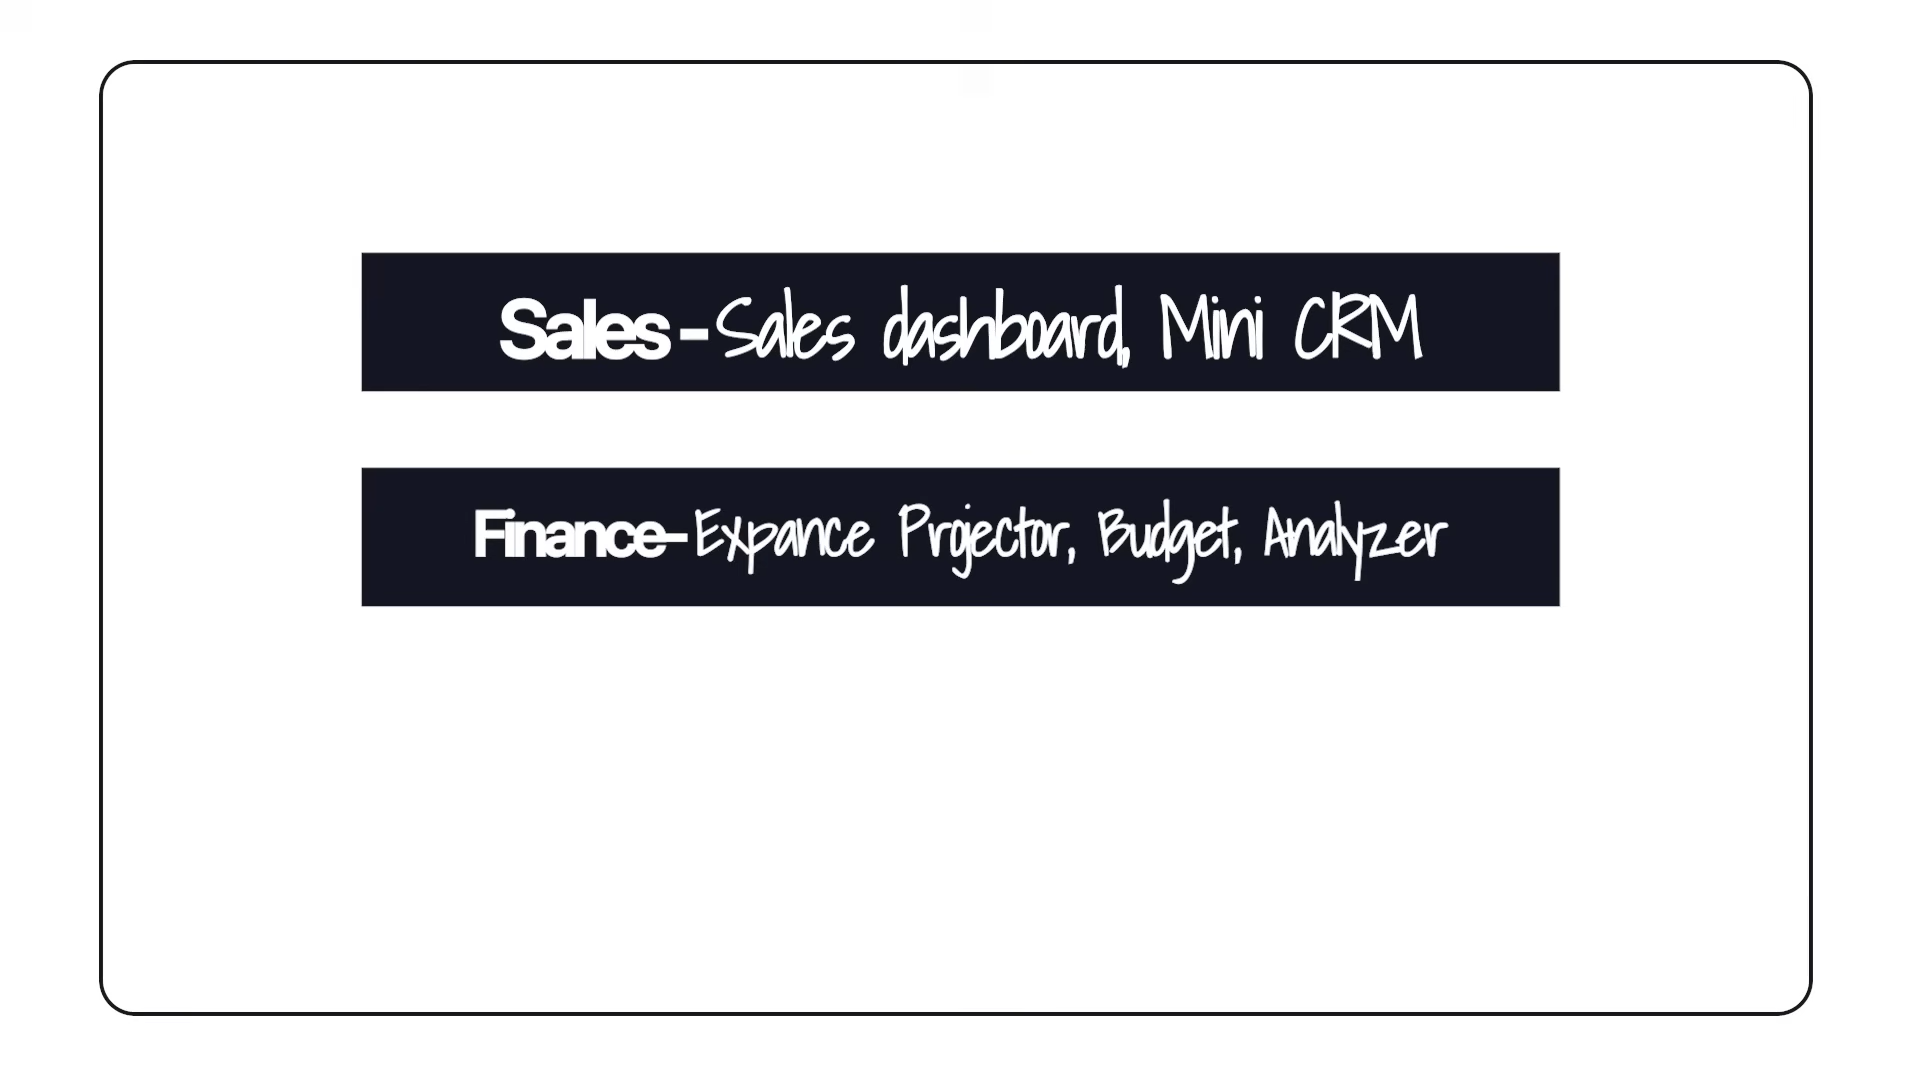 Sales - Sales dashboard, Mini CRM
Finance- Expance Projector, Budget, Analyzer